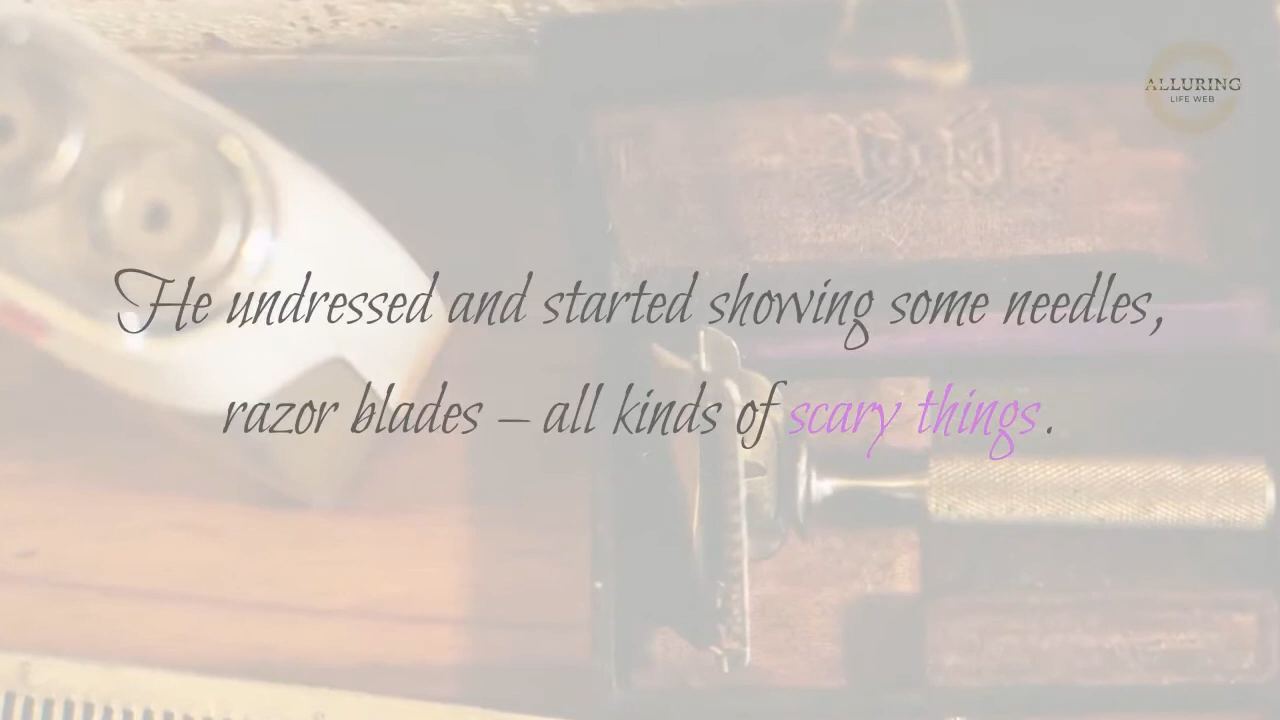 ALLURING
LIFE WEB
He undressed and started showing some needles,
razor blades – all kinds of scary things.